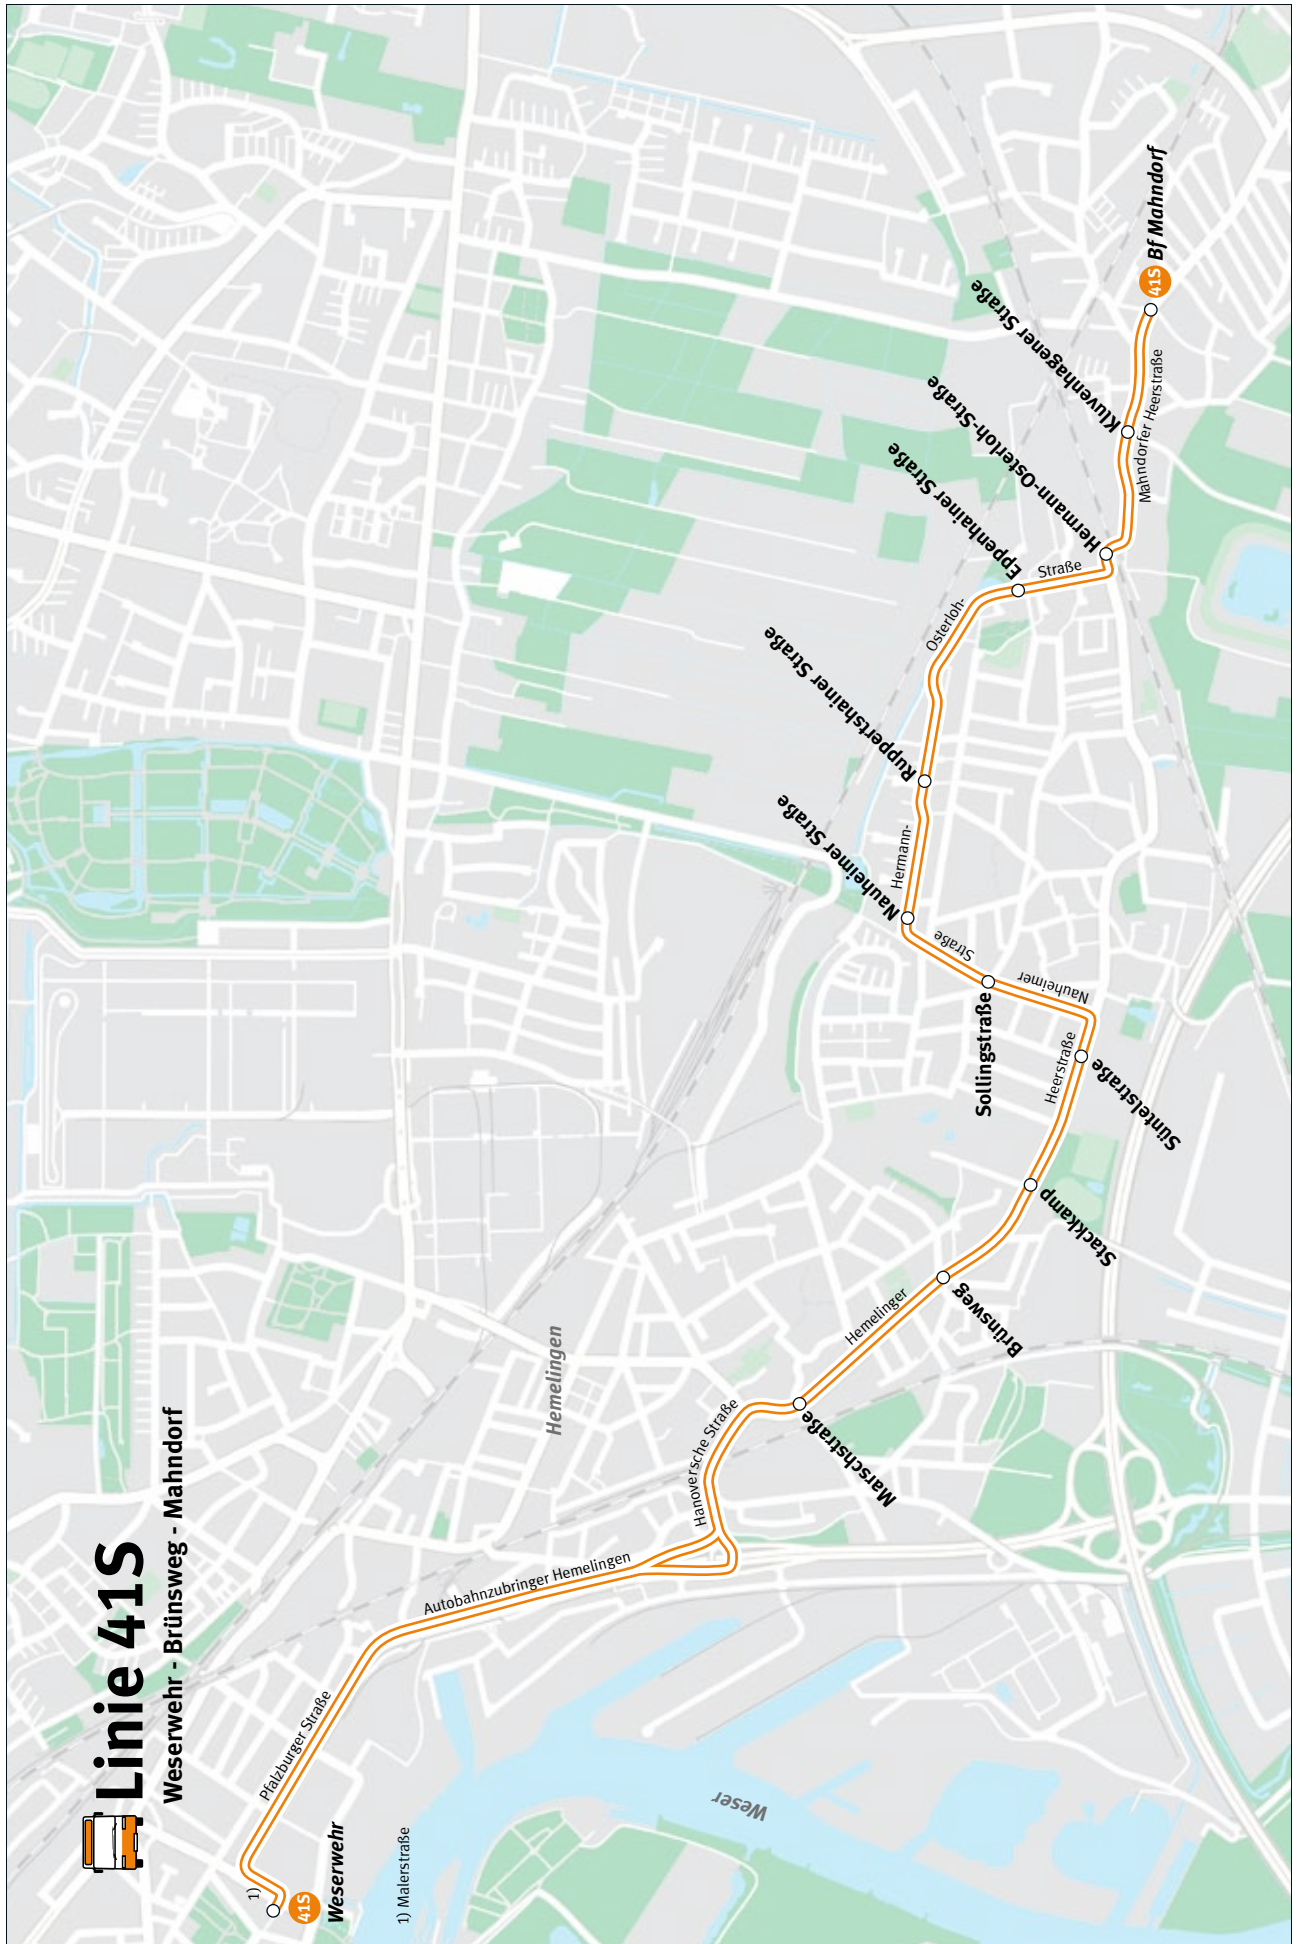 Linie 41S
Weserwehr - Brünsweg - Mahndorf
41S
Weserwehr
1)
1) Malerstraße
Pfalzburger Straße
Autobahnzubringer Hemelingen
Hanoversche Straße
Hemelingen
Weser
Marschstraße
Hemelinger
Brünsweg
Stackkamp
Heerstraße
Süntelstraße
Nauheimer
Sollingstraße
Straße
Nauheimer Straße
Hermann-
Ruppertshainer Straße
Osterloh-
Eppenhainer Straße
Straße
Hermann-Osterloh-Straße
Mahndorfer Heerstraße
Kluvenhagener Straße
41S
Bf Mahndorf